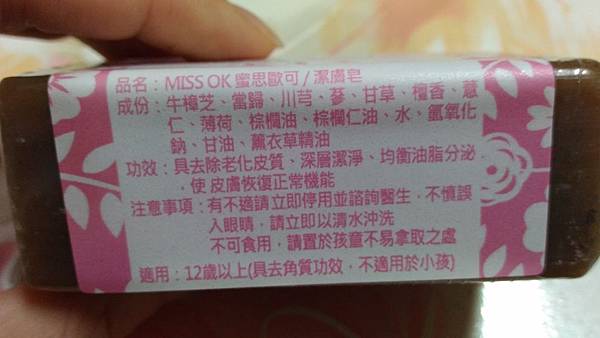 品名：MISS OK 蜜思歐可 / 潔膚皂
成份：牛樟芝、當歸、川芎、蔘、甘草、檀香、薏
仁、薄荷、棕櫚油、棕欄仁油、水、氫氧化
鈉、甘油、薰衣草精油
功效：具去除老化皮質、深層潔淨、均衡油脂分泌
．使 皮膚恢復正常機能
注意事項：有不適請立即停用並諮詢醫生，不慎誤
入眼睛，請立即以清水沖洗
不可食用，請置於孩童不易拿取之處
適用：12歲以上(具去角質功效，不適用於小孩)